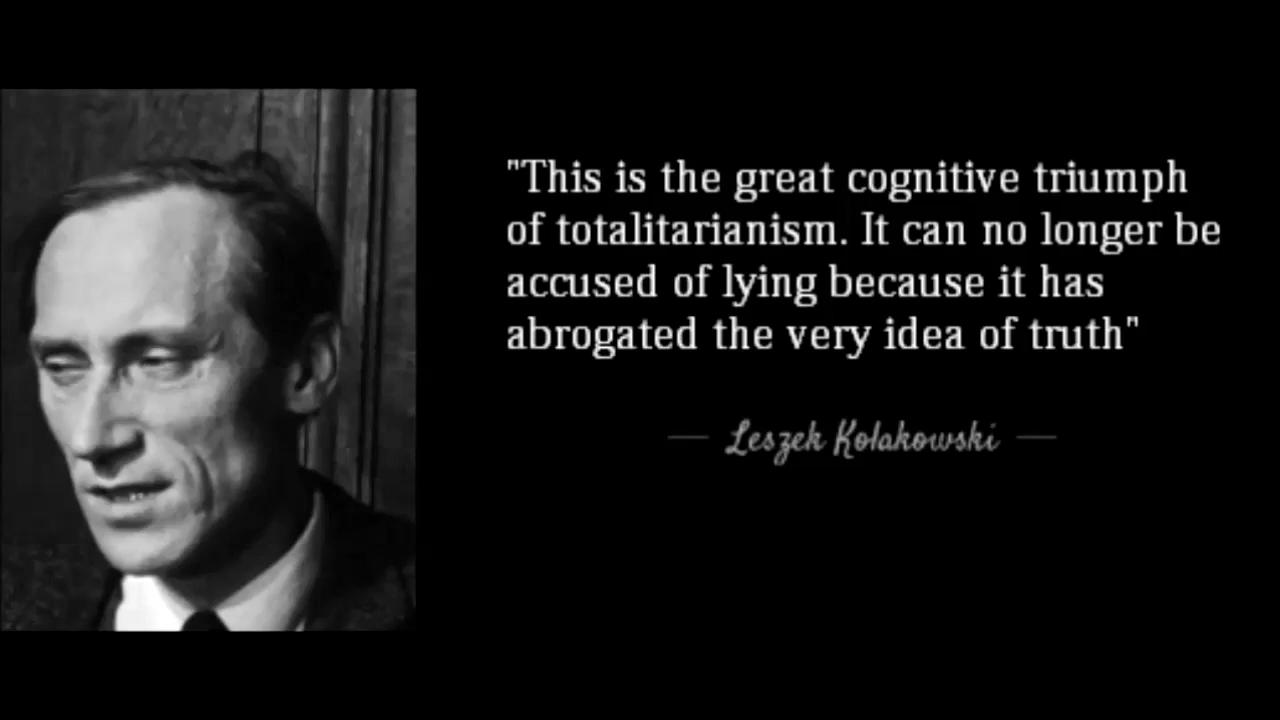 "This is the great cognitive triumph
of totalitarianism. It can no longer be
accused of lying because it has
abrogated the very idea of truth"
Leszek Kolakowski